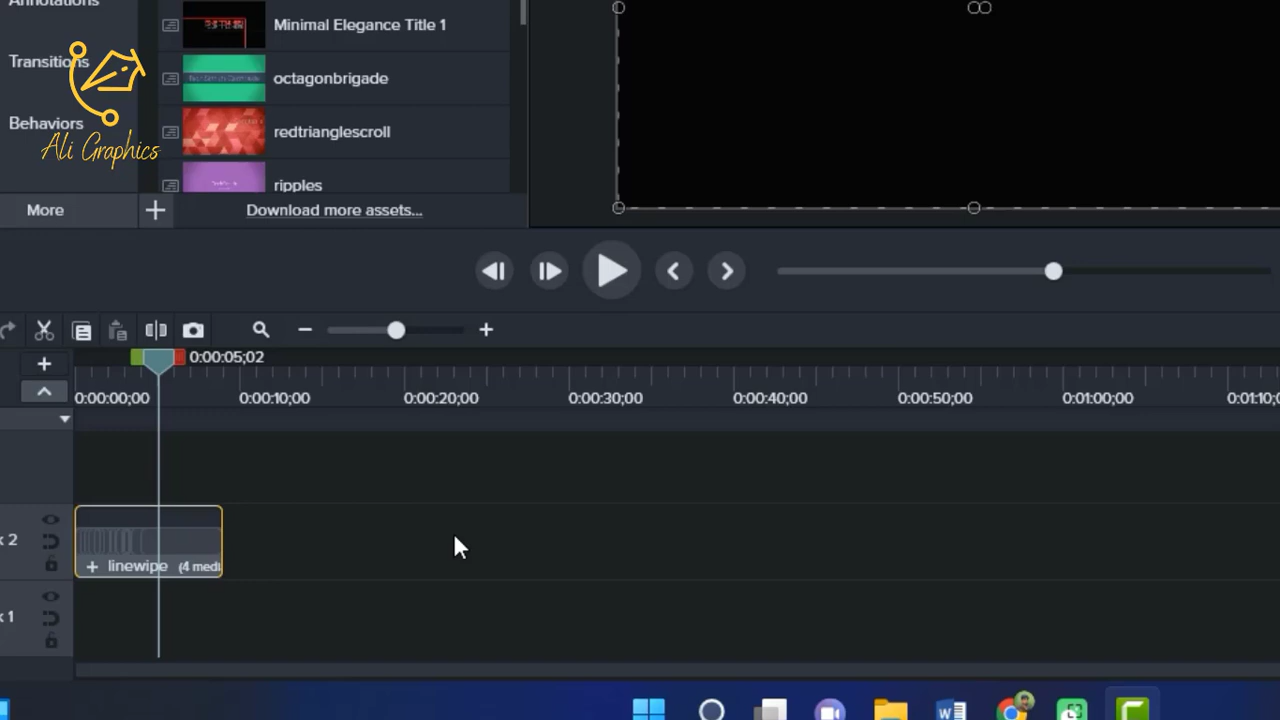 Annotations
Minimal Elegance Title 1
Transitions
octagonbrigade
Behaviors
redtrianglescroll
Ali Graphics
ripples
More
Download more assets...
0:00:05;02
0:00:00;00
0:00:10;00
0:00:20;00
0:00:30;00
0:00:40;00
0:00:50;00
0:01:00;00
0:01:10;0
k 2
linewipe (4 medi
k 1